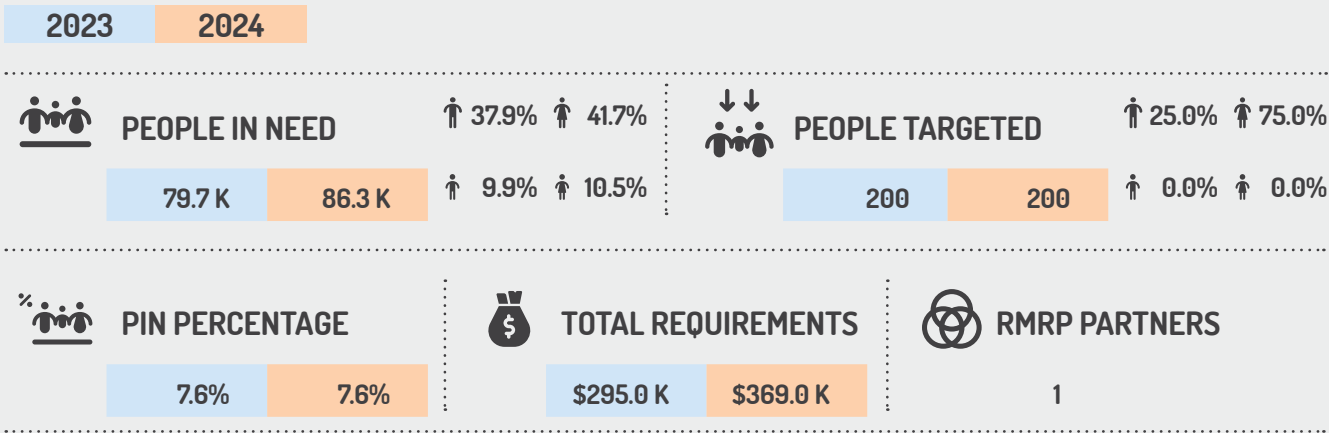 2023 2024
PEOPLE IN NEED
37.9% 41.7%
79.7 K 86.3 K
9.9% 10.5%
PEOPLE TARGETED
25.0% 75.0%
200 200
0.0% 0.0%
%
PIN PERCENTAGE
7.6% 7.6%
$
TOTAL REQUIREMENTS
$295.0 K $369.0 K
RMRP PARTNERS
1